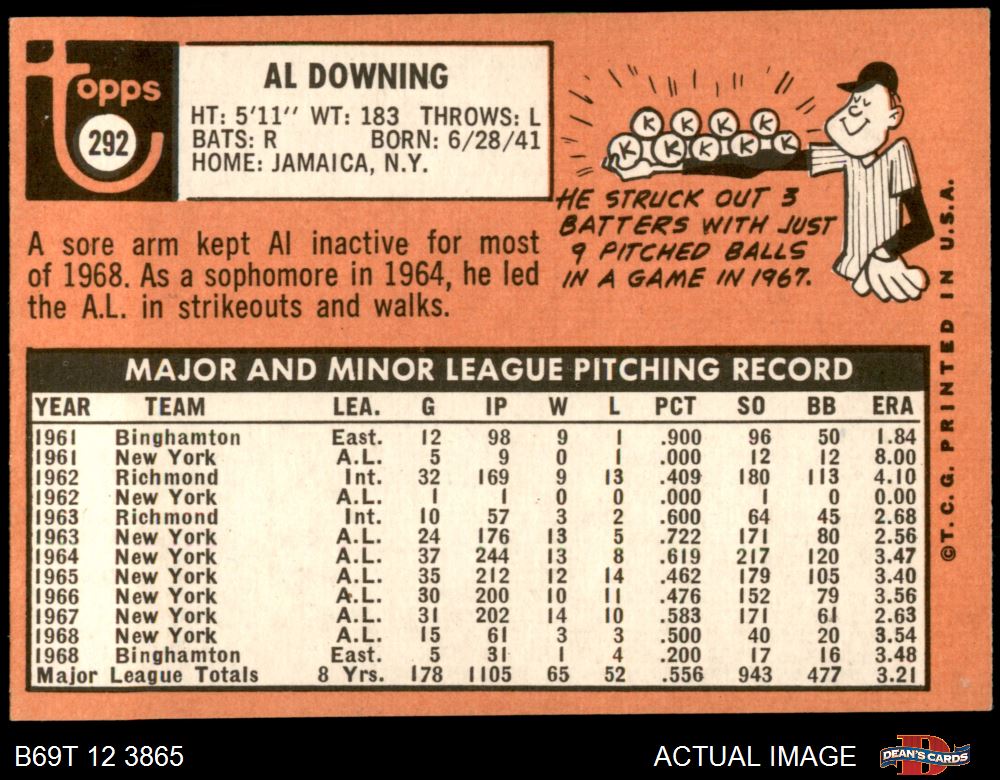 topps
292
AL DOWNING
HT: 5'11" WT: 183 THROWS: L
BATS: R BORN: 6/28/41
HOME: JAMAICA, N.Y.
K K K K
K K K K K
HE STRUCK OUT 3
BATTERS WITH JUST
9 PITCHED BALLS
IN A GAME IN 1967.
A sore arm kept Al inactive for most
of 1968. As a sophomore in 1964, he led
the A.L. in strikeouts and walks.
MAJOR AND MINOR LEAGUE PITCHING RECORD
YEAR TEAM LEA. G IP W L PCT SO BB ERA
1961 Binghamton East. 12 98 9 1 .900 96 50 1.84
1961 New York A.L. 5 9 0 1 .000 12 12 8.00
1962 Richmond Int. 32 169 9 13 .409 180 113 4.10
1962 New York A.L. 1 1 0 0 .000 1 0 0.00
1963 Richmond Int. 10 57 3 2 .600 64 45 2.68
1963 New York A.L. 24 176 13 5 .722 171 80 2.56
1964 New York A.L. 37 244 13 8 .619 217 120 3.47
1965 New York A.L. 35 212 12 14 .462 179 105 3.40
1966 New York A.L. 30 200 10 11 .476 152 79 3.56
1967 New York A.L. 31 202 14 10 .583 171 61 2.63
1968 New York A.L. 15 61 3 3 .500 40 20 3.54
1968 Binghamton East. 5 31 1 4 .200 17 16 3.48
Major League Totals 8 Yrs. 178 1105 65 52 .556 943 477 3.21
©T.C.G. PRINTED IN U.S.A.
B69T 12 3865
ACTUAL IMAGE
DEAN'S CARDS